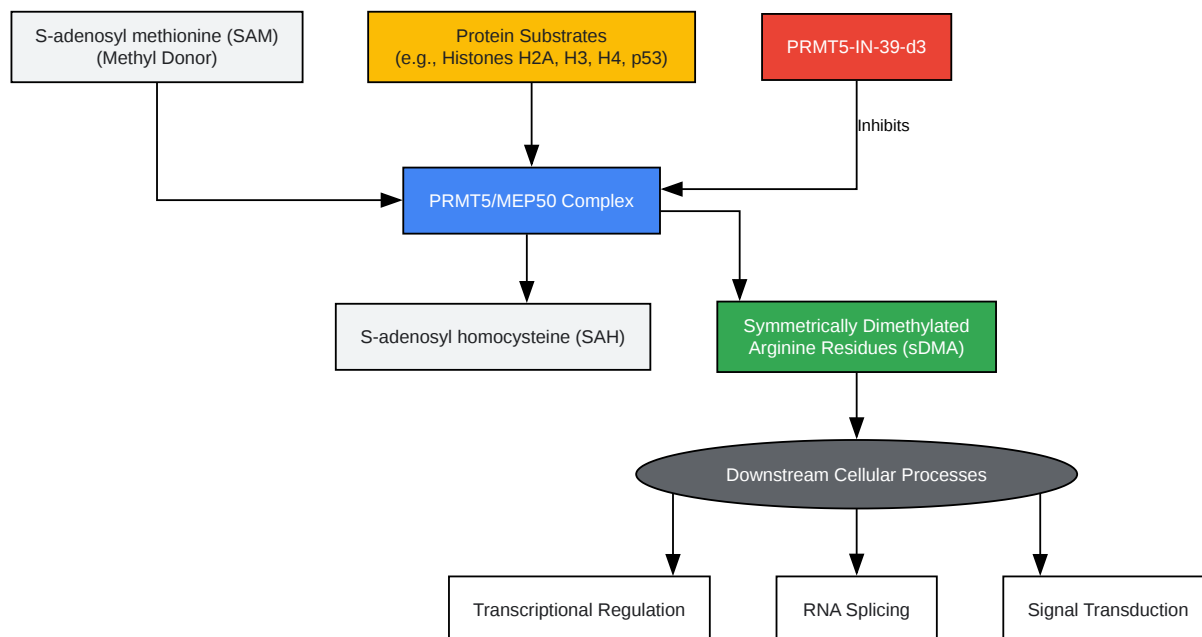 S-adenosyl methionine (SAM)
(Methyl Donor)
Protein Substrates
(e.g., Histones H2A, H3, H4, p53)
PRMT5-IN-39-d3
Inhibits
PRMT5/MEP50 Complex
S-adenosyl homocysteine (SAH)
Symmetrically Dimethylated
Arginine Residues (sDMA)
Downstream Cellular Processes
Transcriptional Regulation
RNA Splicing
Signal Transduction